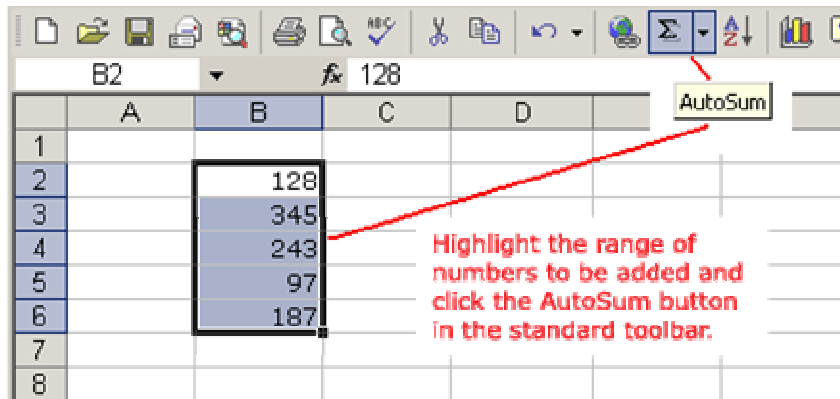 ABC
Σ A Z
B2 fx 128
AutoSum
A B C D
1
2 128
3 345
4 243
5 97
6 187
7
8
Highlight the range of
numbers to be added and
click the AutoSum button
in the standard toolbar.